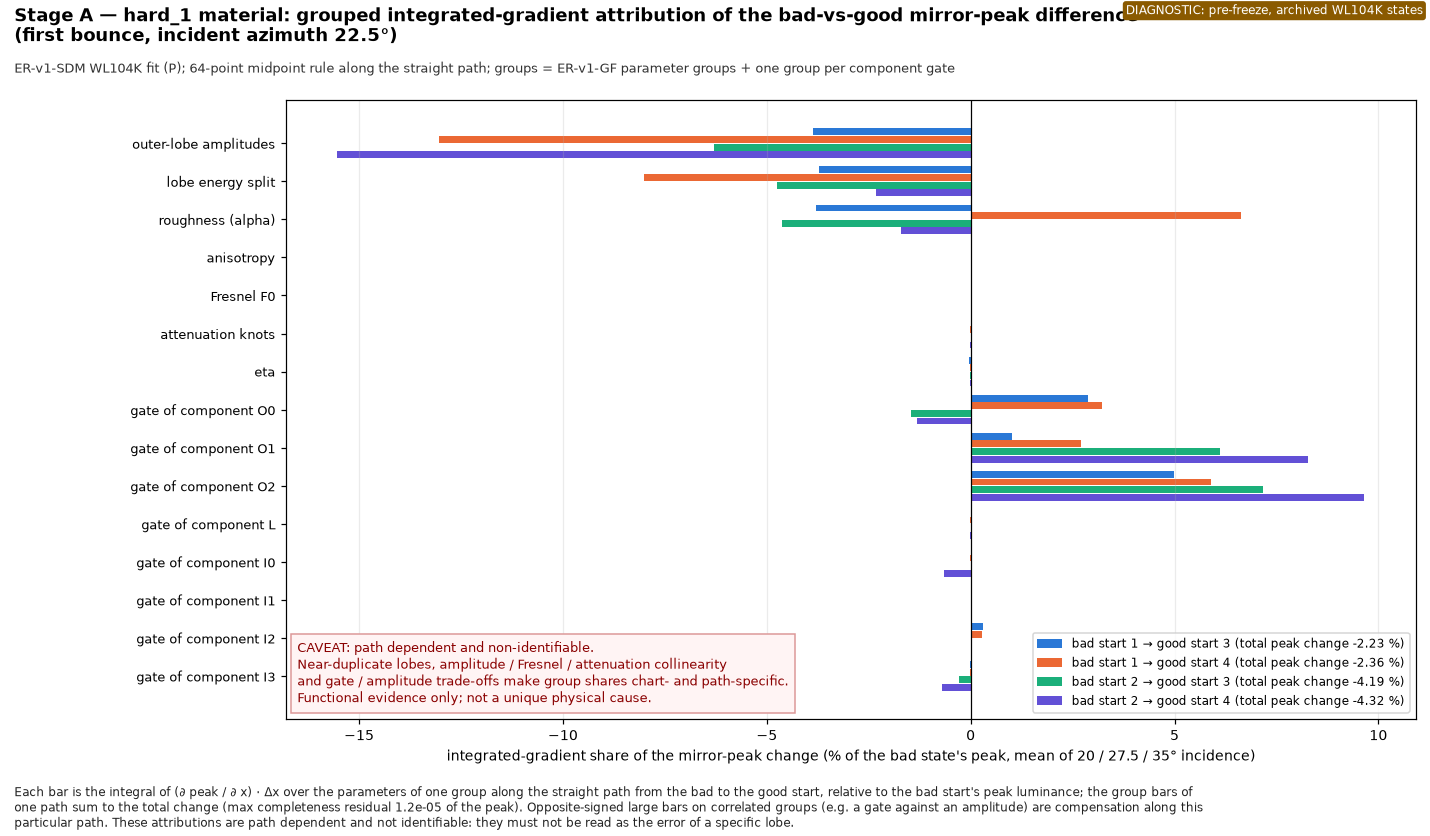 Stage A — hard_1 material: grouped integrated-gradient attribution of the bad-vs-good mirror-peak difference
DIAGNOSTIC: pre-freeze, archived WL104K states
(first bounce, incident azimuth 22.5°)
ER-v1-SDM WL104K fit (P); 64-point midpoint rule along the straight path; groups = ER-v1-GF parameter groups + one group per component gate
outer-lobe amplitudes
lobe energy split
roughness (alpha)
anisotropy
Fresnel F0
attenuation knots
eta
gate of component O0
gate of component O1
gate of component O2
gate of component L
gate of component I0
gate of component I1
gate of component I2
gate of component I3
CAVEAT: path dependent and non-identifiable.
Near-duplicate lobes, amplitude / Fresnel / attenuation collinearity
and gate / amplitude trade-offs make group shares chart- and path-specific.
Functional evidence only; not a unique physical cause.
bad start 1 → good start 3 (total peak change -2.23 %)
bad start 1 → good start 4 (total peak change -2.36 %)
bad start 2 → good start 3 (total peak change -4.19 %)
bad start 2 → good start 4 (total peak change -4.32 %)
−15 −10 −5 0 5 10
integrated-gradient share of the mirror-peak change (% of the bad state's peak, mean of 20 / 27.5 / 35° incidence)
Each bar is the integral of (∂ peak / ∂ x) · Δx over the parameters of one group along the straight path from the bad to the good start, relative to the bad start's peak luminance; the group bars of
one path sum to the total change (max completeness residual 1.2e-05 of the peak). Opposite-signed large bars on correlated groups (e.g. a gate against an amplitude) are compensation along this
particular path. These attributions are path dependent and not identifiable: they must not be read as the error of a specific lobe.